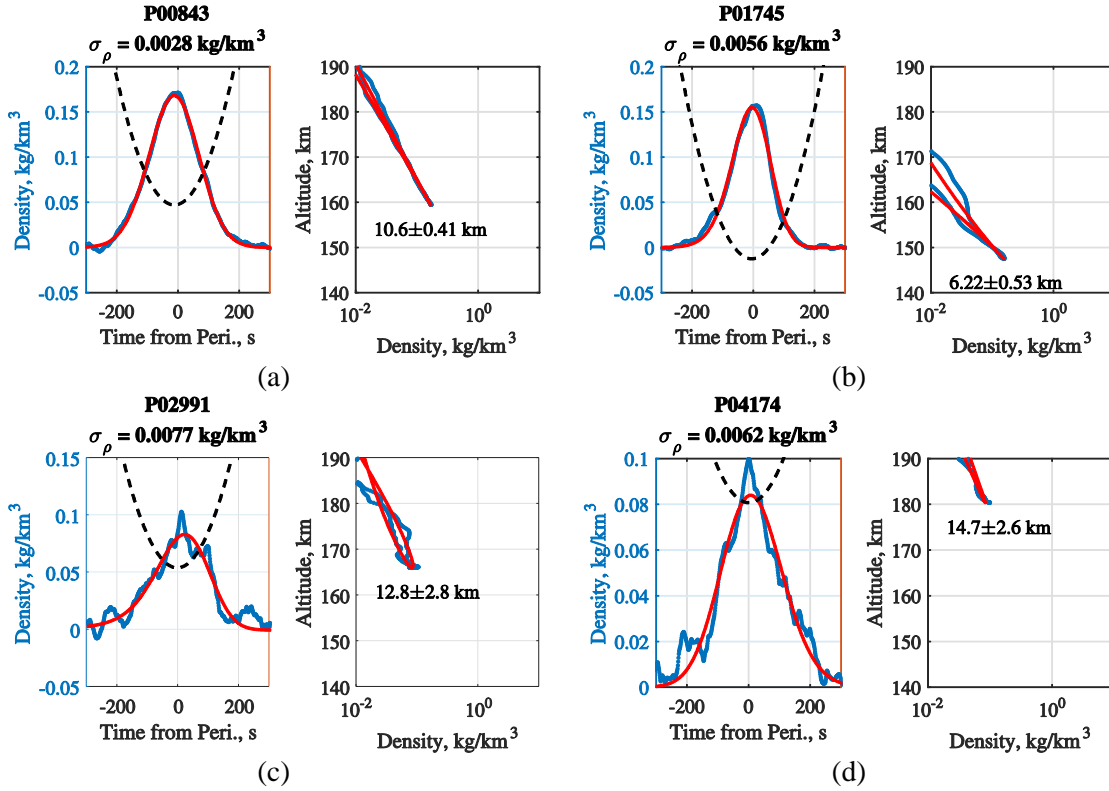 P00843
σρ = 0.0028 kg/km³
Density, kg/km³
0.2
0.15
0.1
0.05
0
-0.05
-200 0 200
Time from Peri., s
Altitude, km
190
180
170
160
150
140
10.6±0.41 km
10⁻² 10⁰
Density, kg/km³
(a)
P01745
σρ = 0.0056 kg/km³
Density, kg/km³
0.2
0.15
0.1
0.05
0
-0.05
-200 0 200
Time from Peri., s
Altitude, km
190
180
170
160
150
140
6.22±0.53 km
10⁻² 10⁰
Density, kg/km³
(b)
P02991
σρ = 0.0077 kg/km³
Density, kg/km³
0.15
0.1
0.05
0
-0.05
-200 0 200
Time from Peri., s
Altitude, km
190
180
170
160
150
140
12.8±2.8 km
10⁻² 10⁰
Density, kg/km³
(c)
P04174
σρ = 0.0062 kg/km³
Density, kg/km³
0.1
0.08
0.06
0.04
0.02
0
-200 0 200
Time from Peri., s
Altitude, km
190
180
170
160
150
140
14.7±2.6 km
10⁻² 10⁰
Density, kg/km³
(d)